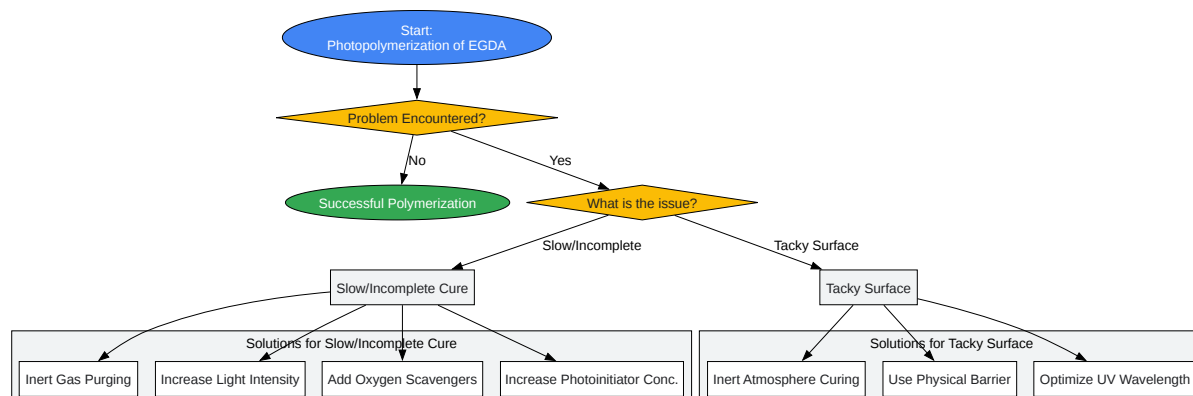 Start:
Photopolymerization of EGDA
Problem Encountered?
No
Yes
Successful Polymerization
What is the issue?
Slow/Incomplete
Tacky Surface
Slow/Incomplete Cure
Tacky Surface
Solutions for Slow/Incomplete Cure
Solutions for Tacky Surface
Inert Gas Purging
Increase Light Intensity
Add Oxygen Scavengers
Increase Photoinitiator Conc.
Inert Atmosphere Curing
Use Physical Barrier
Optimize UV Wavelength